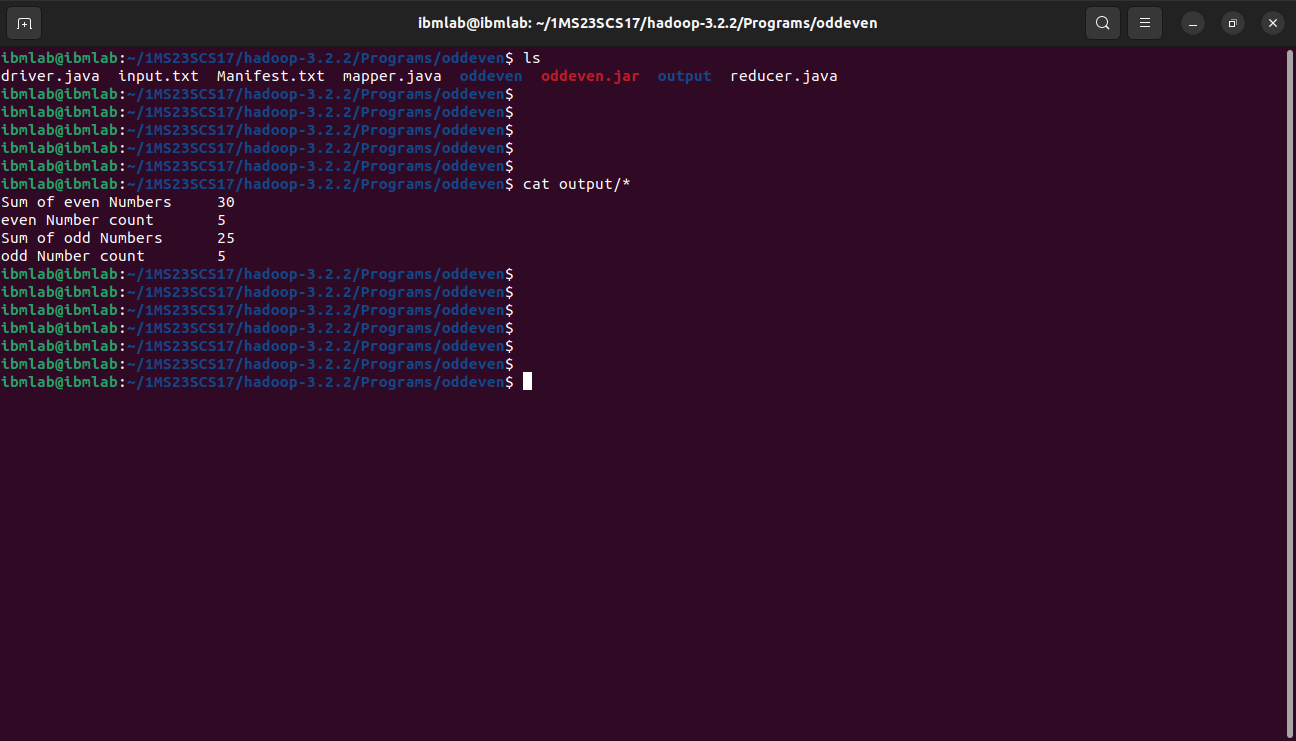 ibmlab@ibmlab: ~/1MS23SCS17/hadoop-3.2.2/Programs/oddeven
ibmlab@ibmlab:~/1MS23SCS17/hadoop-3.2.2/Programs/oddeven$ ls
driver.java  input.txt  Manifest.txt  mapper.java  oddeven  oddeven.jar  output  reducer.java
ibmlab@ibmlab:~/1MS23SCS17/hadoop-3.2.2/Programs/oddeven$
ibmlab@ibmlab:~/1MS23SCS17/hadoop-3.2.2/Programs/oddeven$
ibmlab@ibmlab:~/1MS23SCS17/hadoop-3.2.2/Programs/oddeven$
ibmlab@ibmlab:~/1MS23SCS17/hadoop-3.2.2/Programs/oddeven$
ibmlab@ibmlab:~/1MS23SCS17/hadoop-3.2.2/Programs/oddeven$
ibmlab@ibmlab:~/1MS23SCS17/hadoop-3.2.2/Programs/oddeven$ cat output/*
Sum of even Numbers     30
even Number count       5
Sum of odd Numbers      25
odd Number count        5
ibmlab@ibmlab:~/1MS23SCS17/hadoop-3.2.2/Programs/oddeven$
ibmlab@ibmlab:~/1MS23SCS17/hadoop-3.2.2/Programs/oddeven$
ibmlab@ibmlab:~/1MS23SCS17/hadoop-3.2.2/Programs/oddeven$
ibmlab@ibmlab:~/1MS23SCS17/hadoop-3.2.2/Programs/oddeven$
ibmlab@ibmlab:~/1MS23SCS17/hadoop-3.2.2/Programs/oddeven$
ibmlab@ibmlab:~/1MS23SCS17/hadoop-3.2.2/Programs/oddeven$
ibmlab@ibmlab:~/1MS23SCS17/hadoop-3.2.2/Programs/oddeven$